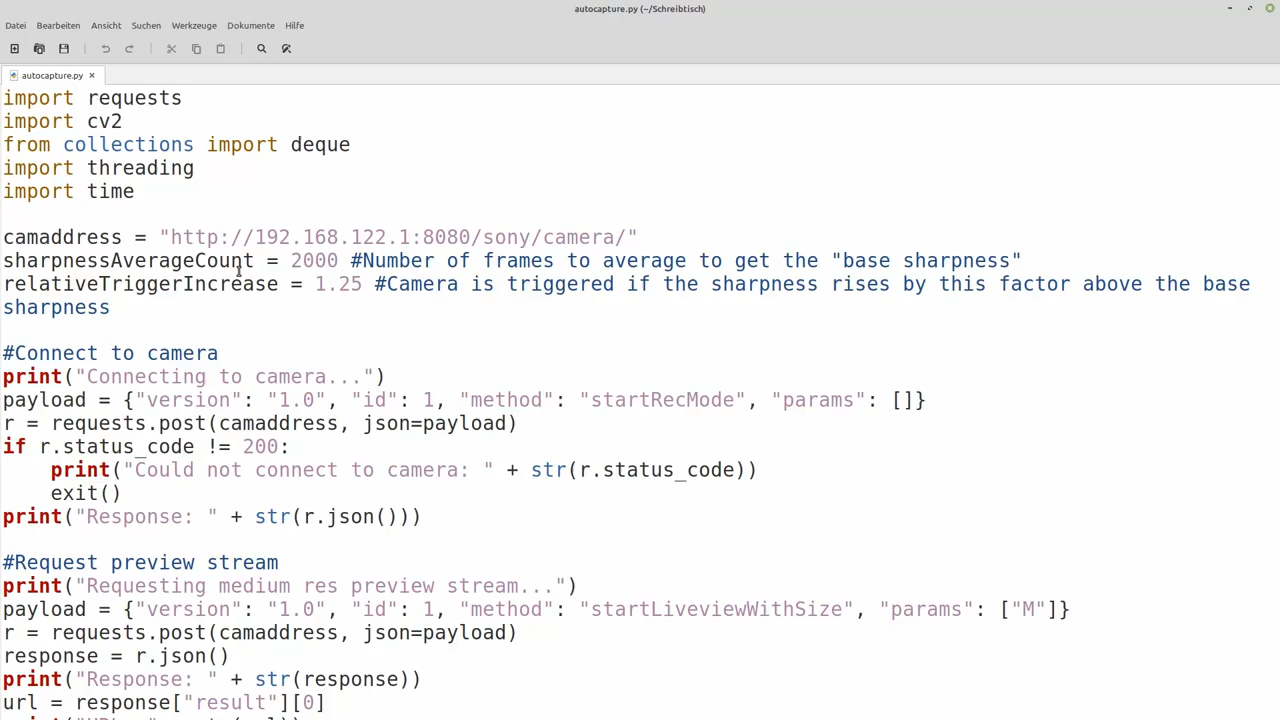 autocapture.py (~/Schreibtisch)
Datei Bearbeiten Ansicht Suchen Werkzeuge Dokumente Hilfe
autocapture.py
import requests
import cv2
from collections import deque
import threading
import time
camaddress = "http://192.168.122.1:8080/sony/camera/"
sharpnessAverageCount = 2000 #Number of frames to average to get the "base sharpness"
relativeTriggerIncrease = 1.25 #Camera is triggered if the sharpness rises by this factor above the base
sharpness
#Connect to camera
print("Connecting to camera...")
payload = {"version": "1.0", "id": 1, "method": "startRecMode", "params": []}
r = requests.post(camaddress, json=payload)
if r.status_code != 200:
    print("Could not connect to camera: " + str(r.status_code))
    exit()
print("Response: " + str(r.json()))
#Request preview stream
print("Requesting medium res preview stream...")
payload = {"version": "1.0", "id": 1, "method": "startLiveviewWithSize", "params": ["M"]}
r = requests.post(camaddress, json=payload)
response = r.json()
print("Response: " + str(response))
url = response["result"][0]